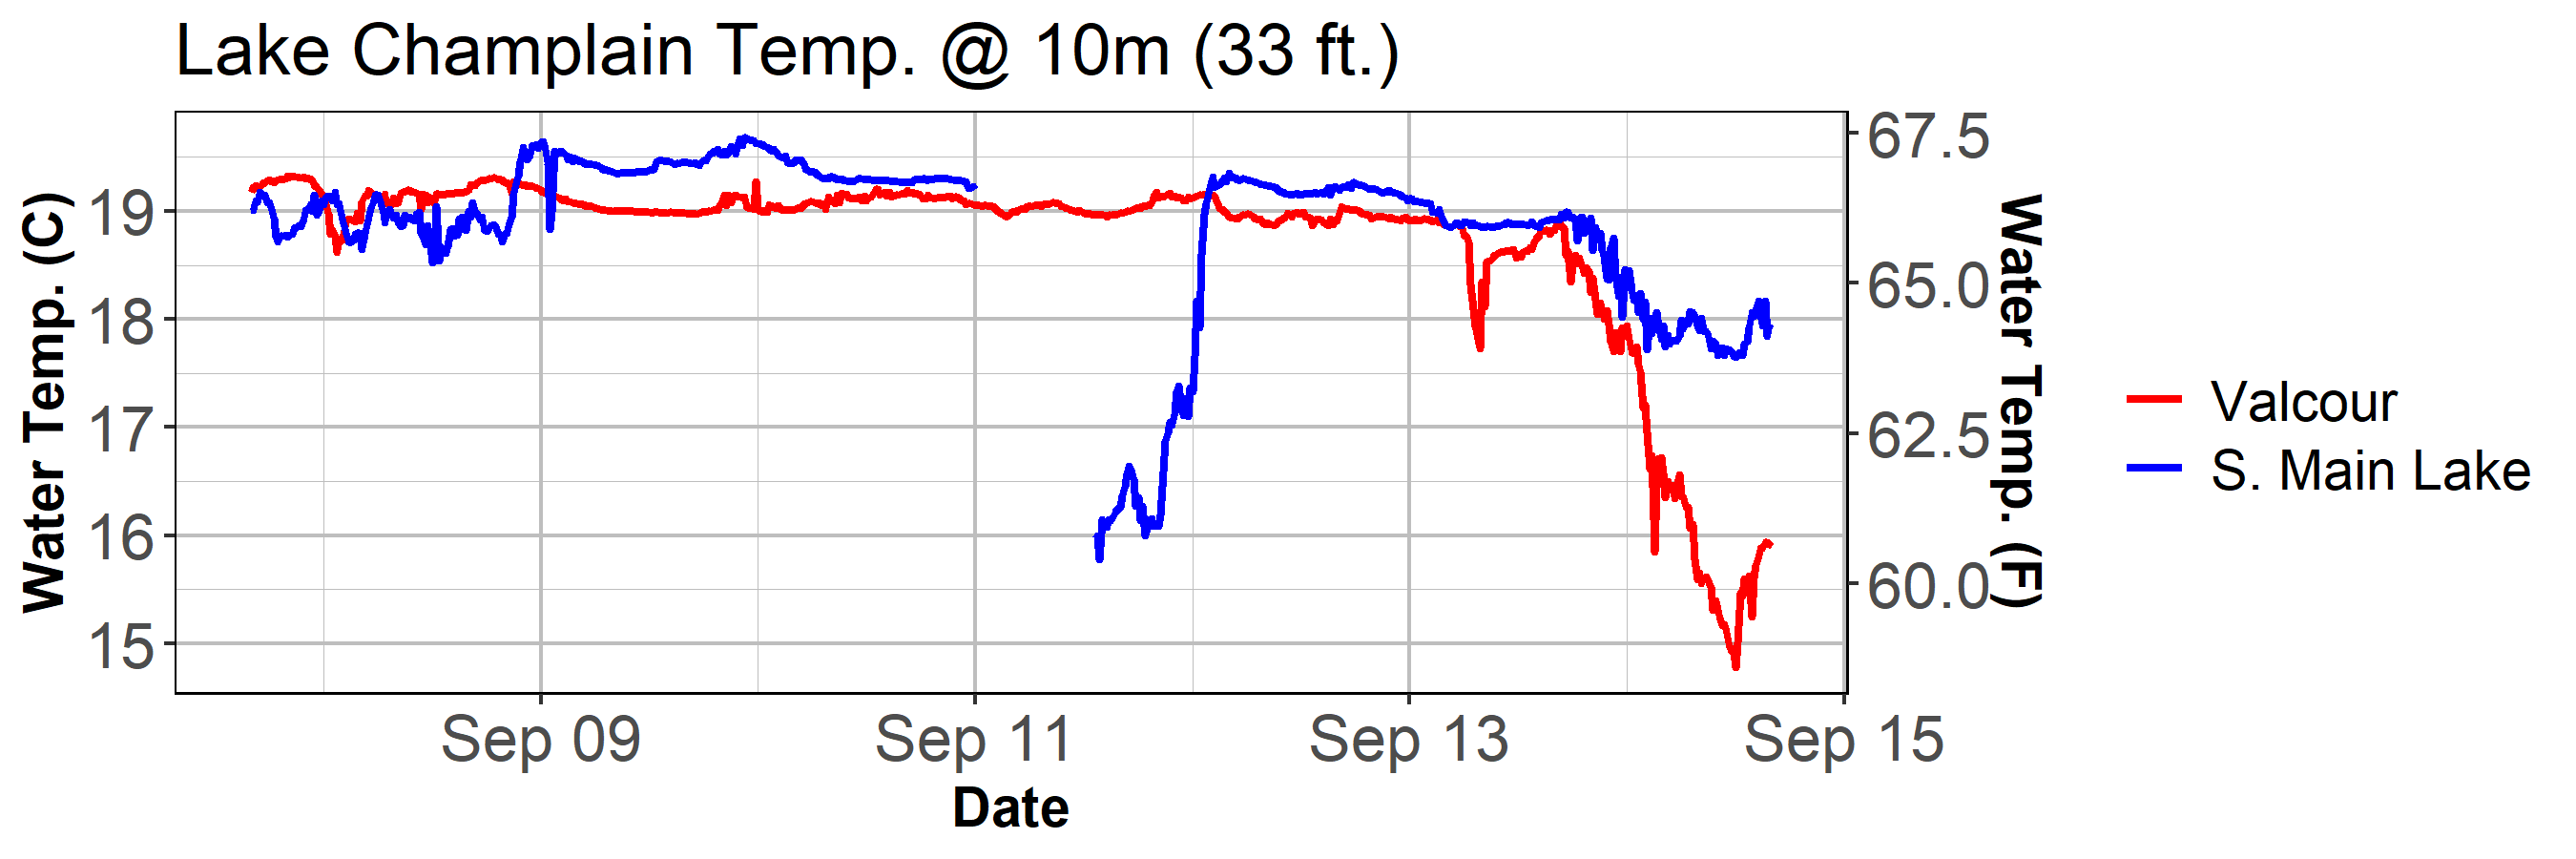 Lake Champlain Temp. @ 10m (33 ft.)
Water Temp. (C)
19
18
17
16
15
67.5
65.0
62.5
60.0
Water Temp. (F)
Sep 09
Sep 11
Sep 13
Sep 15
Date
Valcour
S. Main Lake